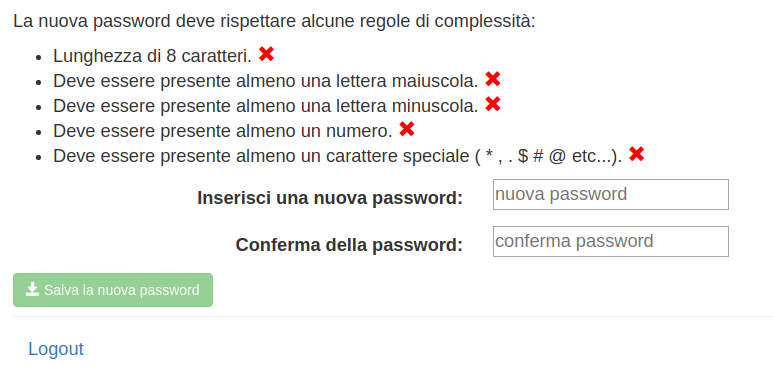 La nuova password deve rispettare alcune regole di complessità:
Lunghezza di 8 caratteri.
Deve essere presente almeno una lettera maiuscola.
Deve essere presente almeno una lettera minuscola.
Deve essere presente almeno un numero.
Deve essere presente almeno un carattere speciale ( * , . $ # @ etc...).
Inserisci una nuova password: nuova password
Conferma della password: conferma password
Salva la nuova password
Logout